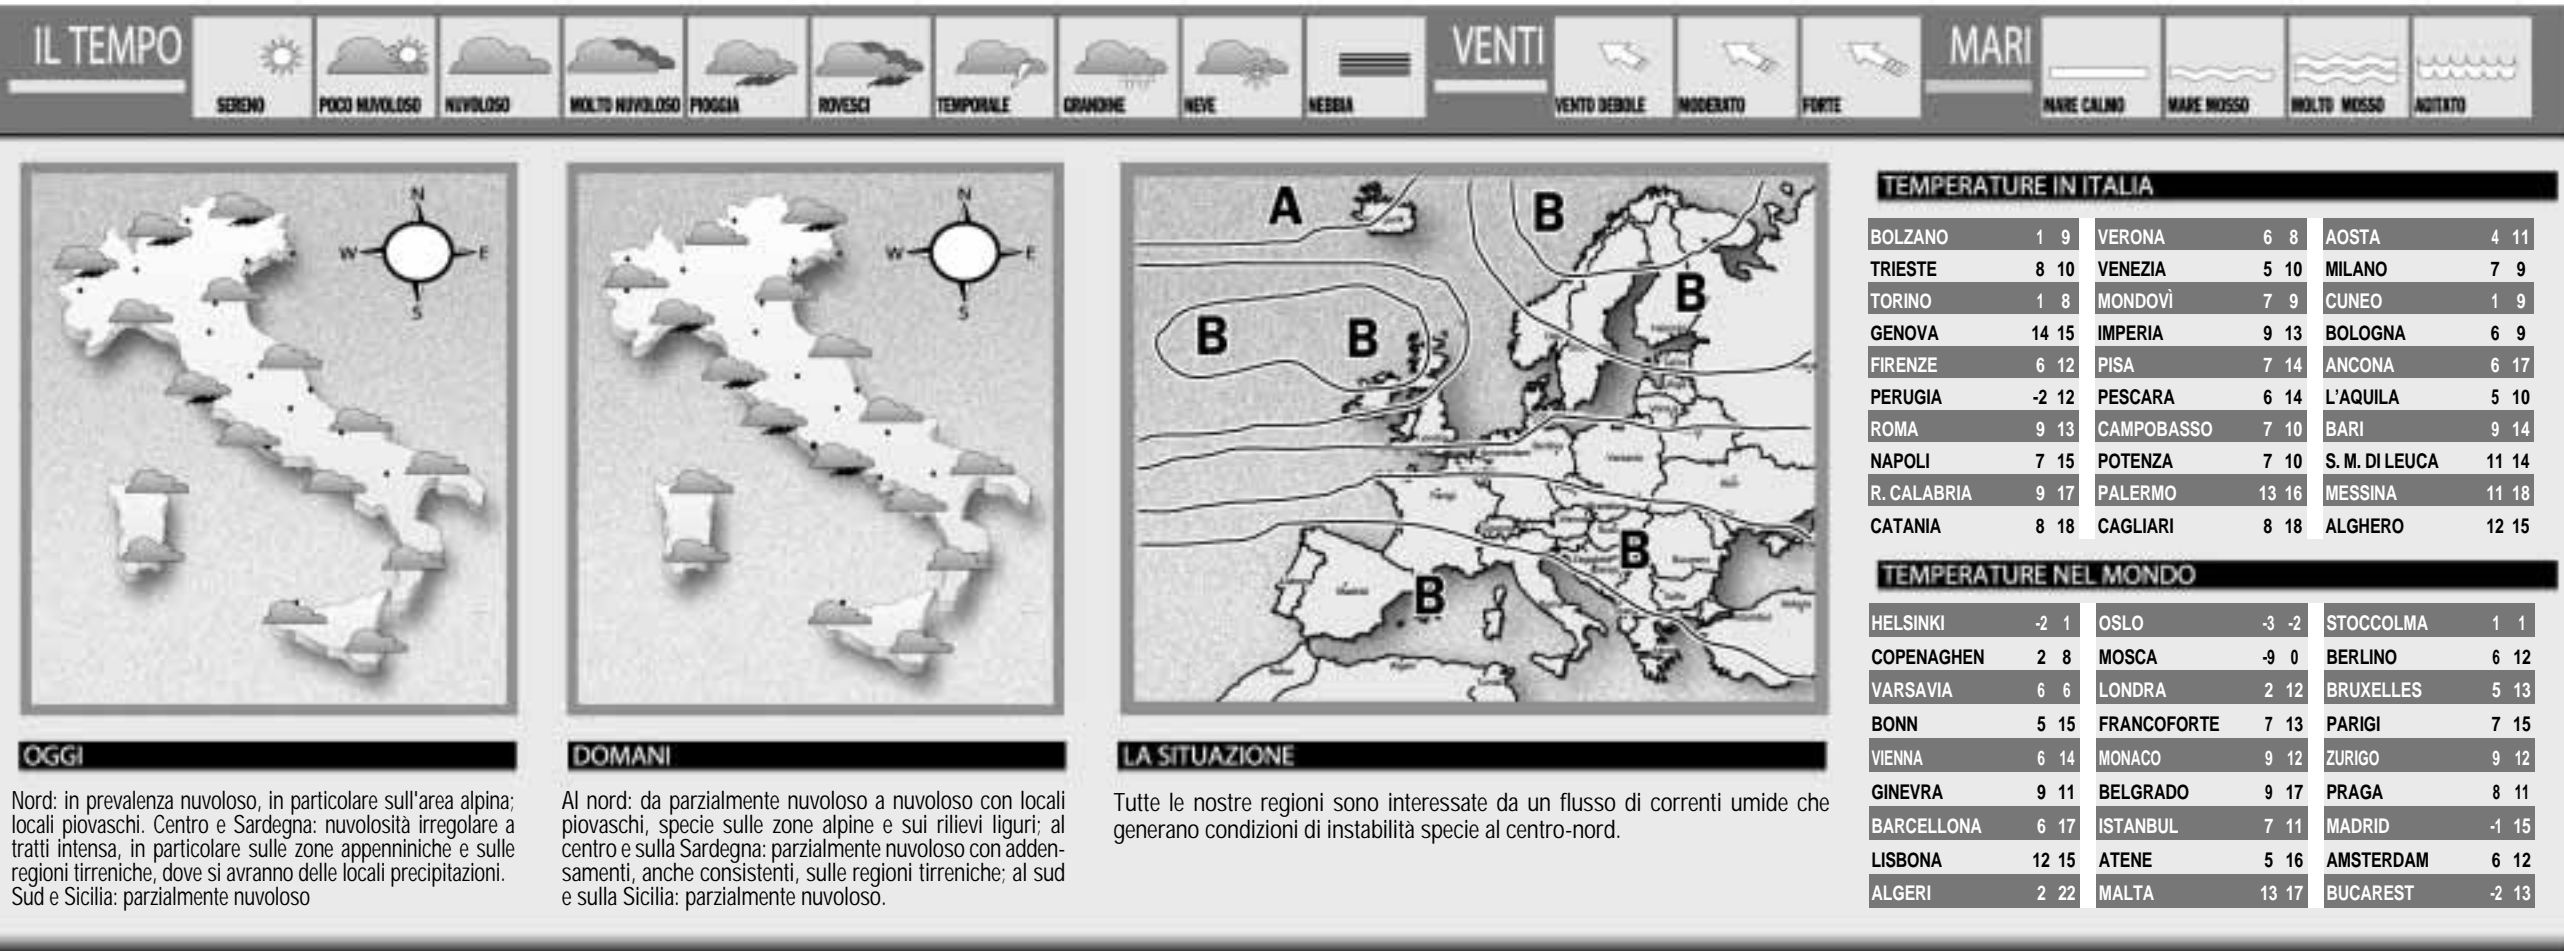 IL TEMPO
SERENO
POCO NUVOLOSO
NUVOLOSO
MOLTO NUVOLOSO
PIOGGIA
ROVESCI
TEMPORALE
GRANDINE
NEVE
NEBBIA
VENTI
VENTO DEBOLE
MODERATO
FORTE
MARI
MARE CALMO
MARE MOSSO
MOLTO MOSSO
AGITATO
N
W E
S
OGGI
Nord: in prevalenza nuvoloso, in particolare sull'area alpina;
locali piovaschi. Centro e Sardegna: nuvolosità irregolare a
tratti intensa, in particolare sulle zone appenniniche e sulle
regioni tirreniche, dove si avranno delle locali precipitazioni.
Sud e Sicilia: parzialmente nuvoloso
N
W E
S
DOMANI
Al nord: da parzialmente nuvoloso a nuvoloso con locali
piovaschi, specie sulle zone alpine e sui rilievi liguri; al
centro e sulla Sardegna: parzialmente nuvoloso con adden-
samenti, anche consistenti, sulle regioni tirreniche; al sud
e sulla Sicilia: parzialmente nuvoloso.
A
B
B
B
B
B
B
LA SITUAZIONE
Tutte le nostre regioni sono interessate da un flusso di correnti umide che
generano condizioni di instabilità specie al centro-nord.
TEMPERATURE IN ITALIA
BOLZANO 1 9 VERONA 6 8 AOSTA 4 11
TRIESTE 8 10 VENEZIA 5 10 MILANO 7 9
TORINO 1 8 MONDOVÌ 7 9 CUNEO 1 9
GENOVA 14 15 IMPERIA 9 13 BOLOGNA 6 9
FIRENZE 6 12 PISA 7 14 ANCONA 6 17
PERUGIA -2 12 PESCARA 6 14 L'AQUILA 5 10
ROMA 9 13 CAMPOBASSO 7 10 BARI 9 14
NAPOLI 7 15 POTENZA 7 10 S. M. DI LEUCA 11 14
R. CALABRIA 9 17 PALERMO 13 16 MESSINA 11 18
CATANIA 8 18 CAGLIARI 8 18 ALGHERO 12 15
TEMPERATURE NEL MONDO
HELSINKI -2 1 OSLO -3 -2 STOCCOLMA 1 1
COPENAGHEN 2 8 MOSCA -9 0 BERLINO 6 12
VARSAVIA 6 6 LONDRA 2 12 BRUXELLES 5 13
BONN 5 15 FRANCOFORTE 7 13 PARIGI 7 15
VIENNA 6 14 MONACO 9 12 ZURIGO 9 12
GINEVRA 9 11 BELGRADO 9 17 PRAGA 8 11
BARCELLONA 6 17 ISTANBUL 7 11 MADRID -1 15
LISBONA 12 15 ATENE 5 16 AMSTERDAM 6 12
ALGERI 2 22 MALTA 13 17 BUCAREST -2 13